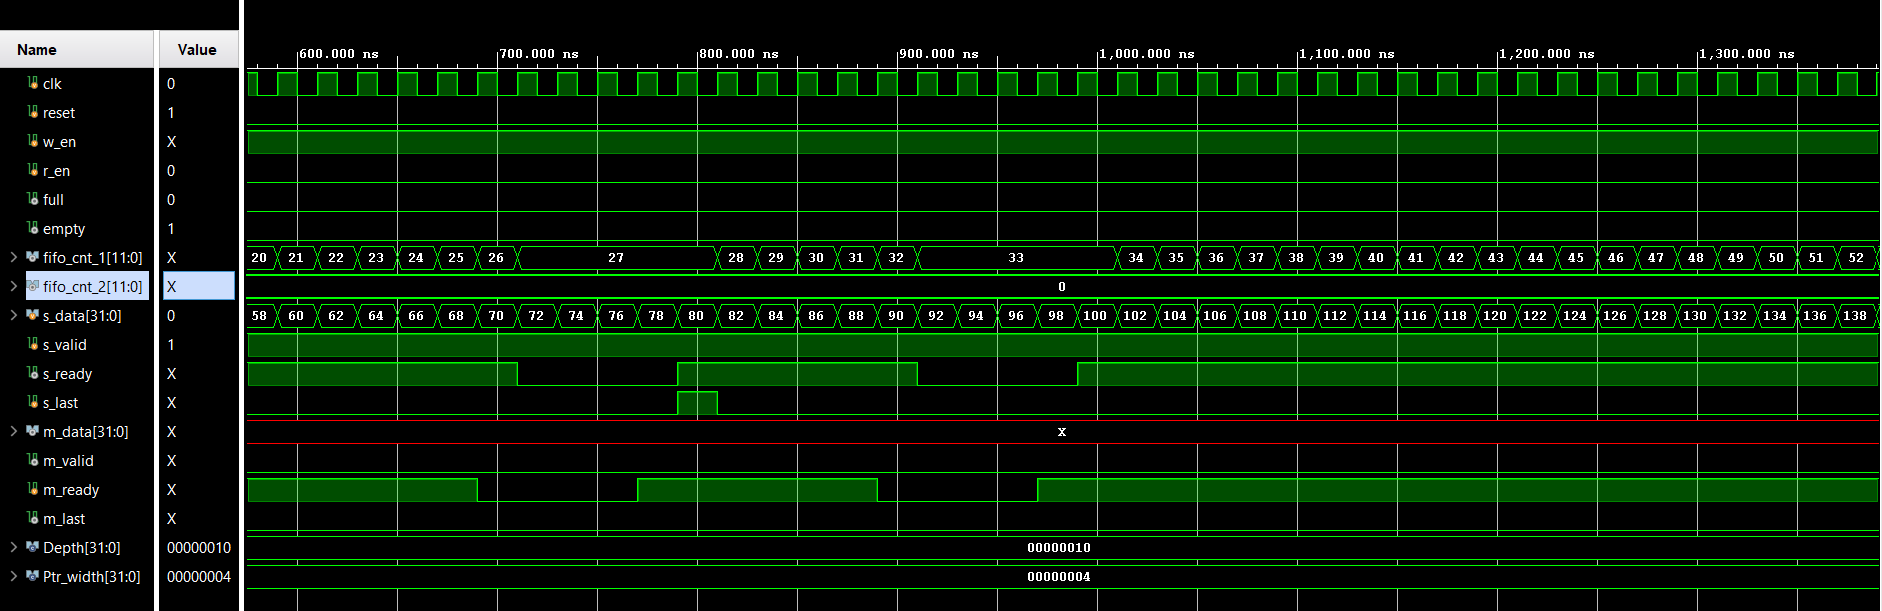 Name Value
600.000 ns 700.000 ns 800.000 ns 900.000 ns 1,000.000 ns 1,100.000 ns 1,200.000 ns 1,300.000 ns
clk 0
reset 1
w_en X
r_en 0
full 0
empty 1
fifo_cnt_1[11:0] X 20 21 22 23 24 25 26 27 28 29 30 31 32 33 34 35 36 37 38 39 40 41 42 43 44 45 46 47 48 49 50 51 52
fifo_cnt_2[11:0] X 0
s_data[31:0] 0 58 60 62 64 66 68 70 72 74 76 78 80 82 84 86 88 90 92 94 96 98 100 102 104 106 108 110 112 114 116 118 120 122 124 126 128 130 132 134 136 138
s_valid 1
s_ready X
s_last X
m_data[31:0] X X
m_valid X
m_ready X
m_last X
Depth[31:0] 00000010 00000010
Ptr_width[31:0] 00000004 00000004